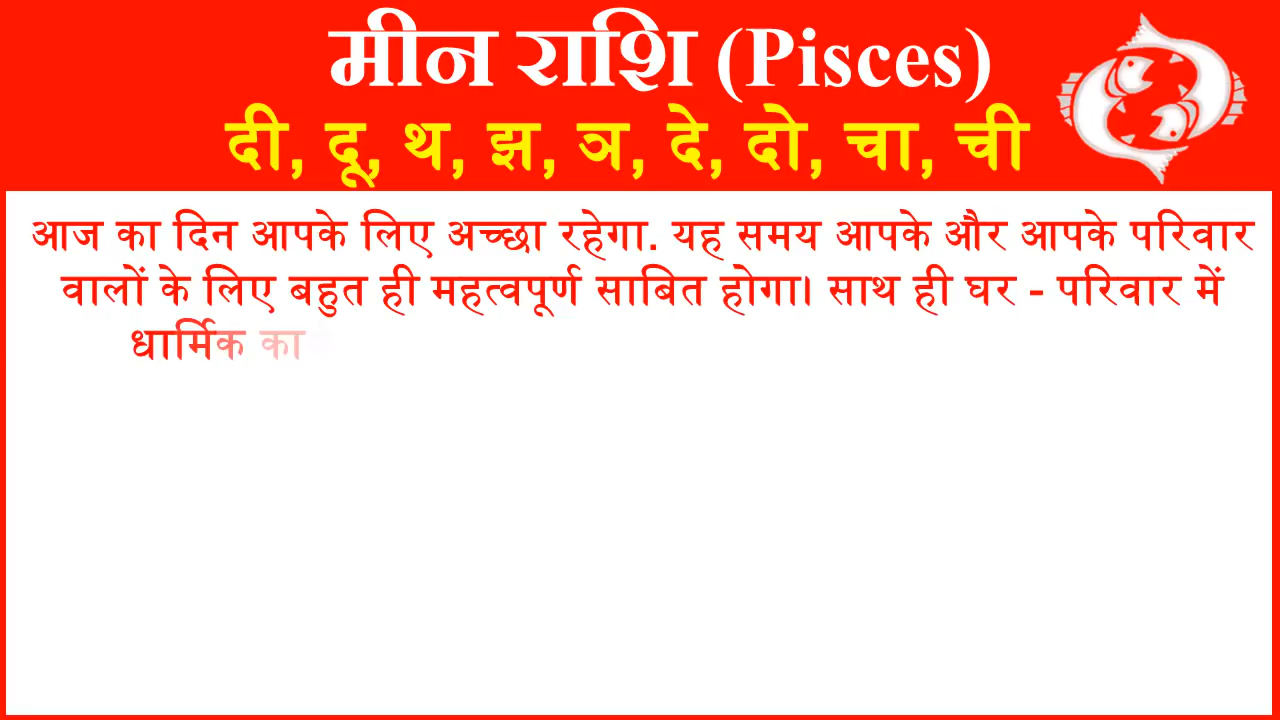 मीन राशि (Pisces)
दी, दू, थ, झ, ञ, दे, दो, चा, ची
आज का दिन आपके लिए अच्छा रहेगा. यह समय आपके और आपके परिवार
वालों के लिए बहुत ही महत्वपूर्ण साबित होगा। साथ ही घर - परिवार में
धार्मिक का